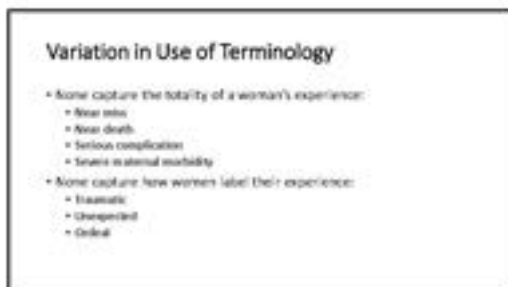 Variation in Use of Terminology
• None capture the totality of a woman's experience:
• Near miss
• Near death
• Serious complication
• Severe maternal morbidity
• None capture how women label their experience:
• Traumatic
• Unexpected
• Ordeal